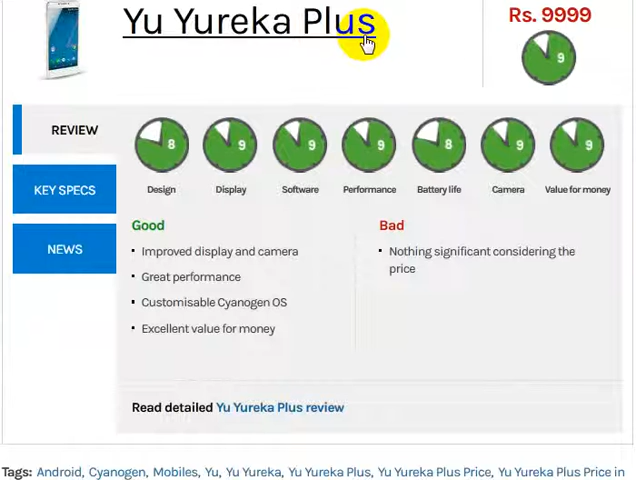 Yu Yureka Plus
Rs. 9999
9
REVIEW
8 9 9 9 8 9 9
Design Display Software Performance Battery life Camera Value for money
KEY SPECS
NEWS
Good
Improved display and camera
Great performance
Customisable Cyanogen OS
Excellent value for money
Bad
Nothing significant considering the
price
Read detailed Yu Yureka Plus review
Tags: Android, Cyanogen, Mobiles, Yu, Yu Yureka, Yu Yureka Plus, Yu Yureka Plus Price, Yu Yureka Plus Price in